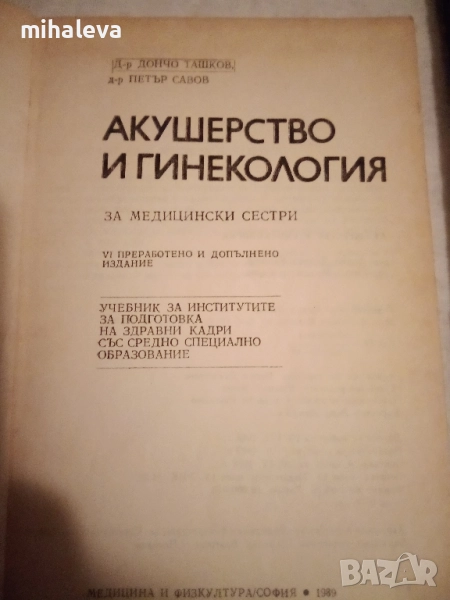 mihaleva
Д-р ДОНЧО ТАШКОВ,
д-р ПЕТЪР САВОВ
АКУШЕРСТВО
И ГИНЕКОЛОГИЯ
ЗА МЕДИЦИНСКИ СЕСТРИ
VI ПРЕРАБОТЕНО И ДОПЪЛНЕНО
ИЗДАНИЕ
УЧЕБНИК ЗА ИНСТИТУТИТЕ
ЗА ПОДГОТОВКА
НА ЗДРАВНИ КАДРИ
СЪС СРЕДНО СПЕЦИАЛНО
ОБРАЗОВАНИЕ
МЕДИЦИНА И ФИЗКУЛТУРА/СОФИЯ • 1989
BAZAR